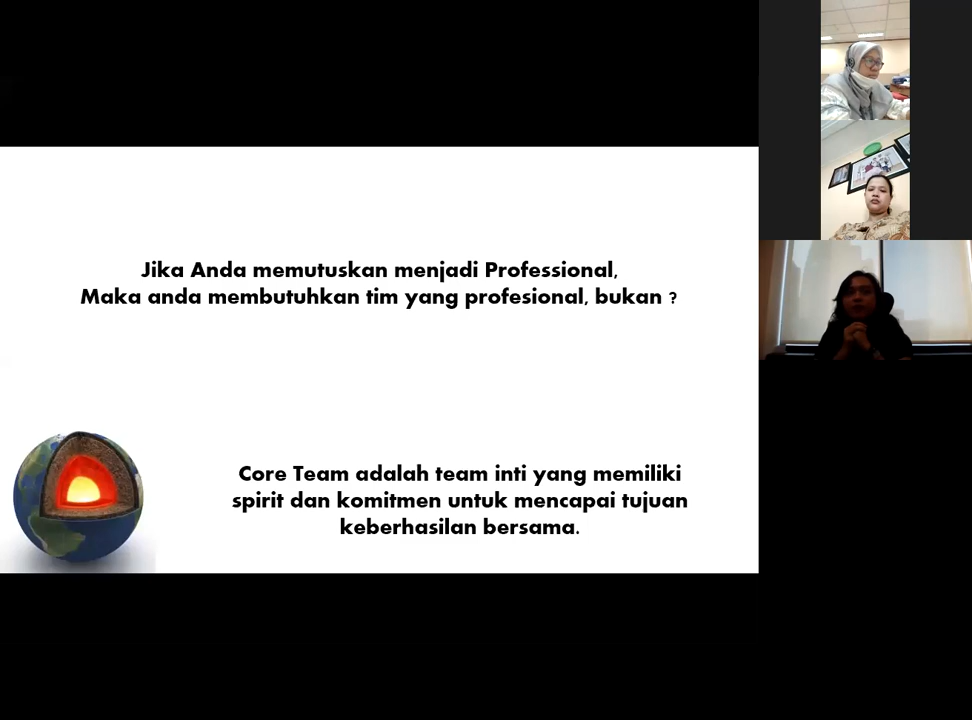 Jika Anda memutuskan menjadi Professional,
Maka anda membutuhkan tim yang profesional, bukan ?
Core Team adalah team inti yang memiliki
spirit dan komitmen untuk mencapai tujuan
keberhasilan bersama.